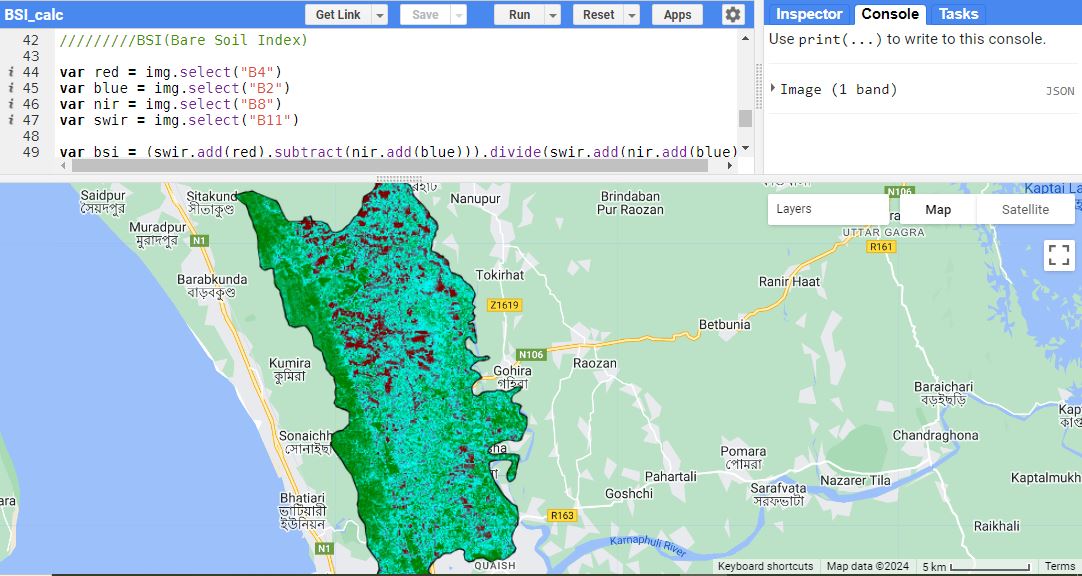 BSI_calc
Get Link
Save
Run
Reset
Apps
Inspector
Console
Tasks
Use print(...) to write to this console.
Image (1 band)
JSON
42 /////////BSI(Bare Soil Index)
43
i 44 var red = img.select("B4")
i 45 var blue = img.select("B2")
i 46 var nir = img.select("B8")
i 47 var swir = img.select("B11")
48
49 var bsi = (swir.add(red).subtract(nir.add(blue))).divide(swir.add(nir.add(blue)
Saidpur
সৈয়দপুর
Sitakund
সীতাকুণ্ড
Nanupur
Brindaban
Pur Raozan
N106
Kaptai La
Layers
Map
Satellite
Muradpur
মুরাদপুর
N1
UTTAR GAGRA
R161
Barabkunda
বাড়বকুণ্ড
Tokirhat
Ranir Haat
Z1619
Betbunia
Kumira
কুমিরা
N106
Gohira
গহিরা
Raozan
Baraichari
বড়ইছড়ি
Sonaichh
সোনাইছ
Chandraghona
Pomara
পোমরা
Bhatiari
ভাটিয়ারী
ইউনিয়ন
Pahartali
Goshchi
Sarafvata
সরফভাটা
Nazarer Tila
Kaptalmukh
R163
Raikhali
N1
Karnaphuli River
QUAISH
Keyboard shortcuts
Map data ©2024
5 km
Terms